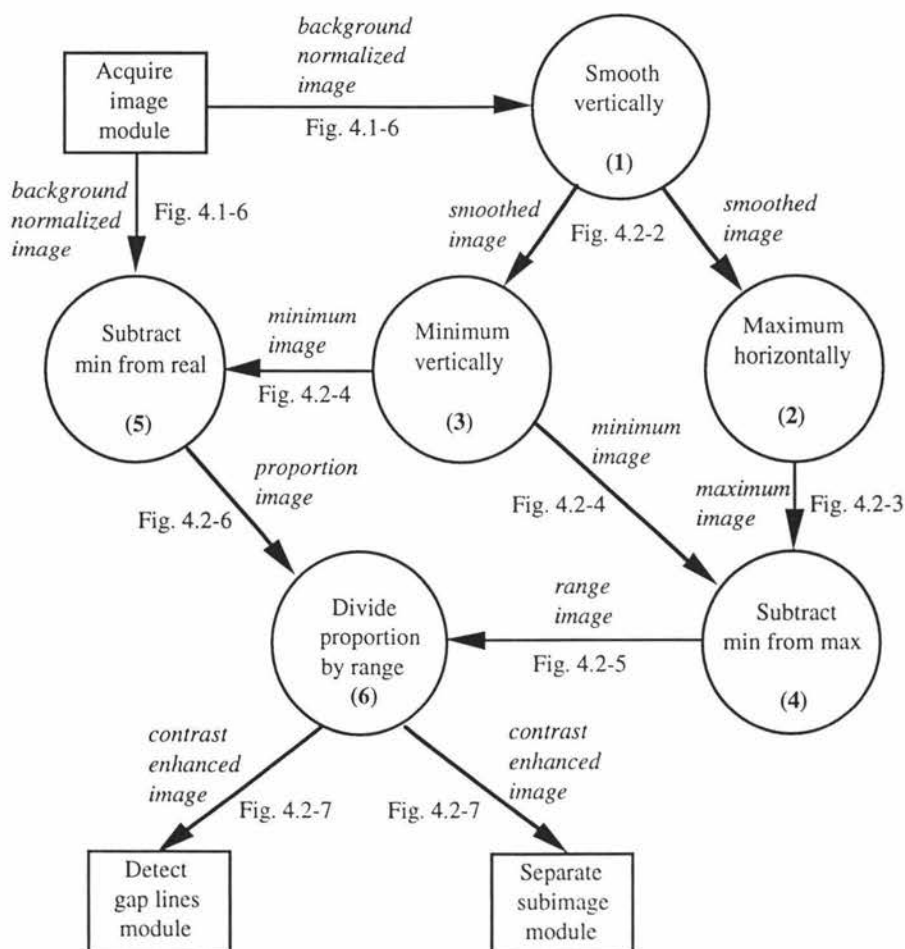 Acquire
image
module
background
normalized
image
Fig. 4.1-6
Smooth
vertically
(1)
background
normalized
image
Fig. 4.1-6
smoothed
image
Fig. 4.2-2
smoothed
image
Subtract
min from real
(5)
minimum
image
Fig. 4.2-4
Minimum
vertically
(3)
Maximum
horizontally
(2)
proportion
image
Fig. 4.2-6
minimum
image
Fig. 4.2-4
maximum
image
Fig. 4.2-3
Divide
proportion
by range
(6)
range
image
Fig. 4.2-5
Subtract
min from max
(4)
contrast
enhanced
image
Fig. 4.2-7
contrast
enhanced
image
Fig. 4.2-7
Detect
gap lines
module
Separate
subimage
module